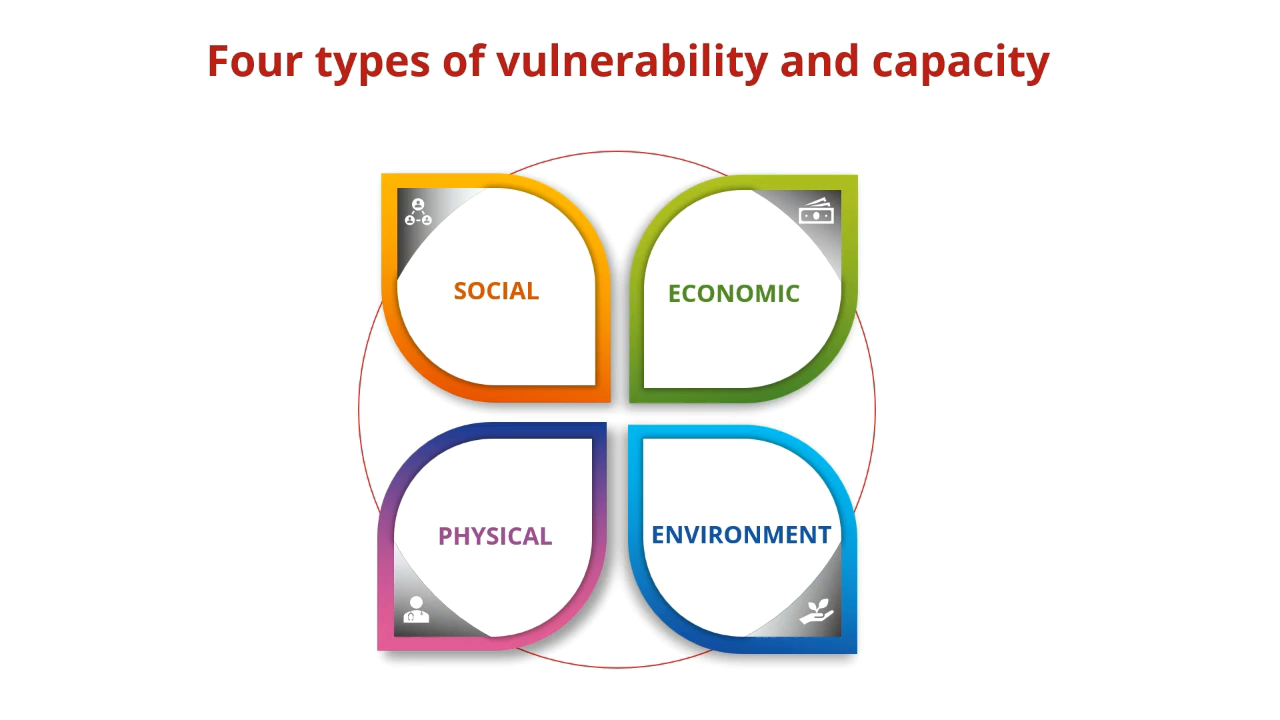 Four types of vulnerability and capacity
SOCIAL
ECONOMIC
PHYSICAL
ENVIRONMENT